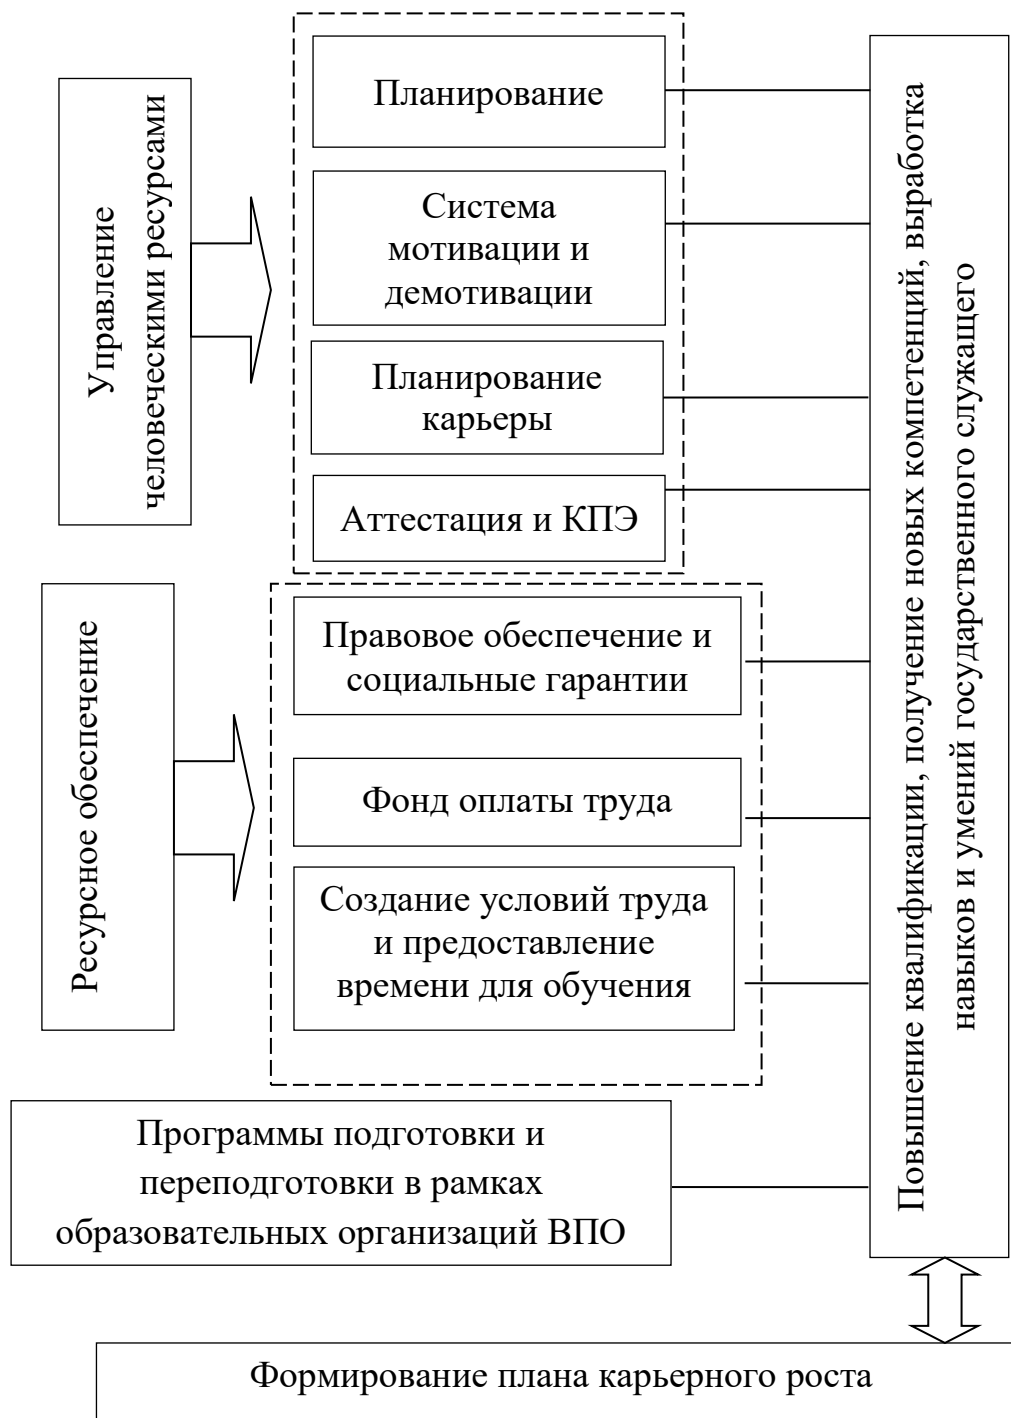 Управление
человеческими ресурсами
Планирование
Система
мотивации и
демотивации
Планирование
карьеры
Аттестация и КПЭ
Ресурсное обеспечение
Правовое обеспечение и
социальные гарантии
Фонд оплаты труда
Создание условий труда
и предоставление
времени для обучения
Программы подготовки и
переподготовки в рамках
образовательных организаций ВПО
Повышение квалификации, получение новых компетенций, выработка
навыков и умений государственного служащего
Формирование плана карьерного роста